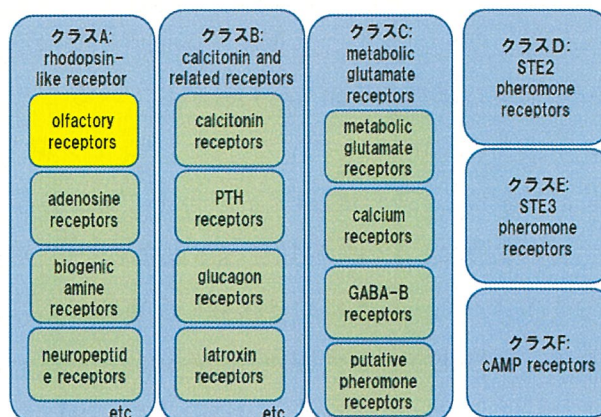 クラスA:
rhodopsin-
like receptor
olfactory
receptors
adenosine
receptors
biogenic
amine
receptors
neuropeptid
e receptors
etc
クラスB:
calcitonin and
related receptors
calcitonin
receptors
PTH
receptors
glucagon
receptors
latroxin
receptors
etc
クラスC:
metabolic
glutamate
receptors
metabolic
glutamate
receptors
calcium
receptors
GABA-B
receptors
putative
pheromone
receptors
クラスD:
STE2
pheromone
receptors
クラスE:
STE3
pheromone
receptors
クラスF:
cAMP receptors